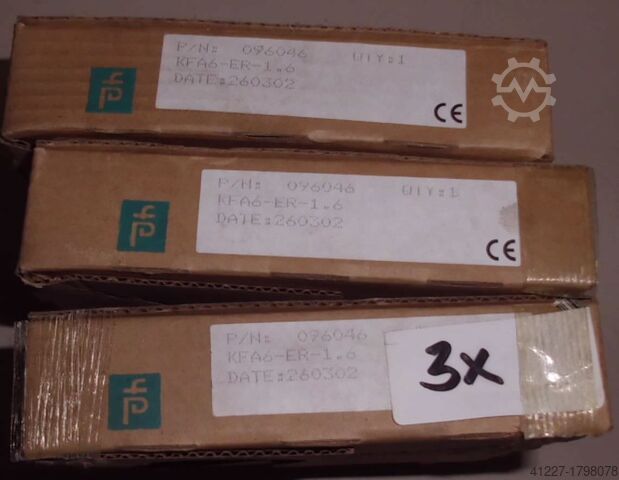 P/N: 096046 QTY:1
KFA6-ER-1.6
DATE:260302
CE
P/N: 096046 QTY:1
KFA6-ER-1.6
DATE:260302
CE
P/N: 096046
KFA6-ER-1.6
DATE:260302
3x
41227-1798078